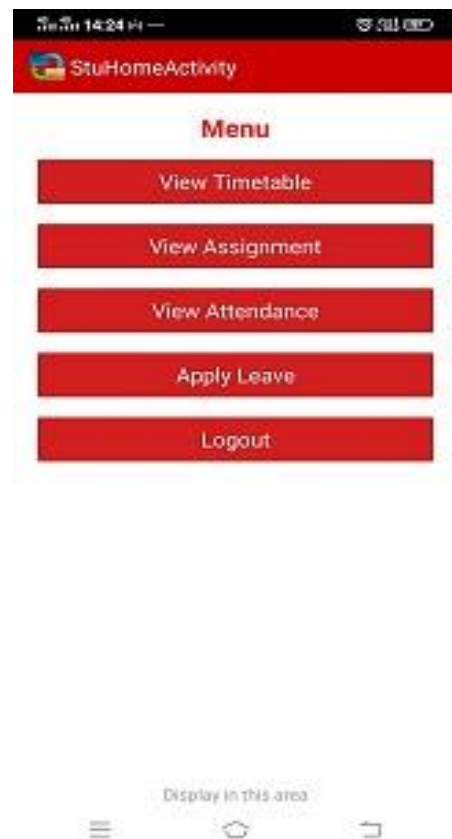 14:24
StuHomeActivity
Menu
View Timetable
View Assignment
View Attendance
Apply Leave
Logout
Display in this area